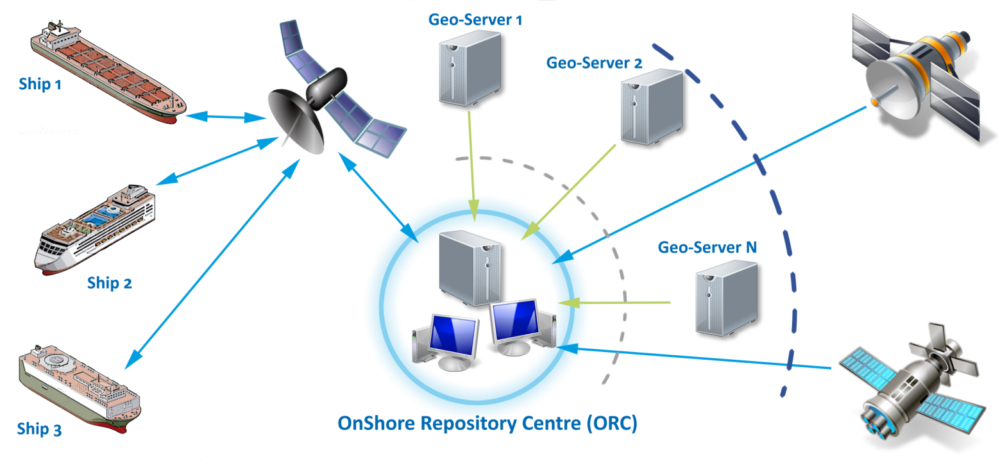 Geo-Server 1
Geo-Server 2
Ship 1
Ship 2
Geo-Server N
Ship 3
OnShore Repository Centre (ORC)